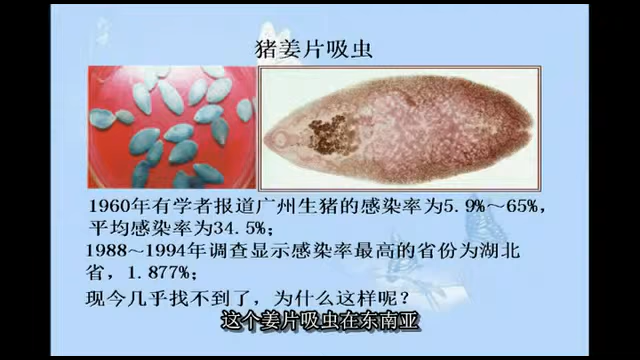 猪姜片吸虫
1960年有学者报道广州生猪的感染率为5.9%～65%，
平均感染率为34.5%；
1988～1994年调查显示感染率最高的省份为湖北
省，1.877%；
现今几乎找不到了，为什么这样呢？
这个姜片吸虫在东南亚